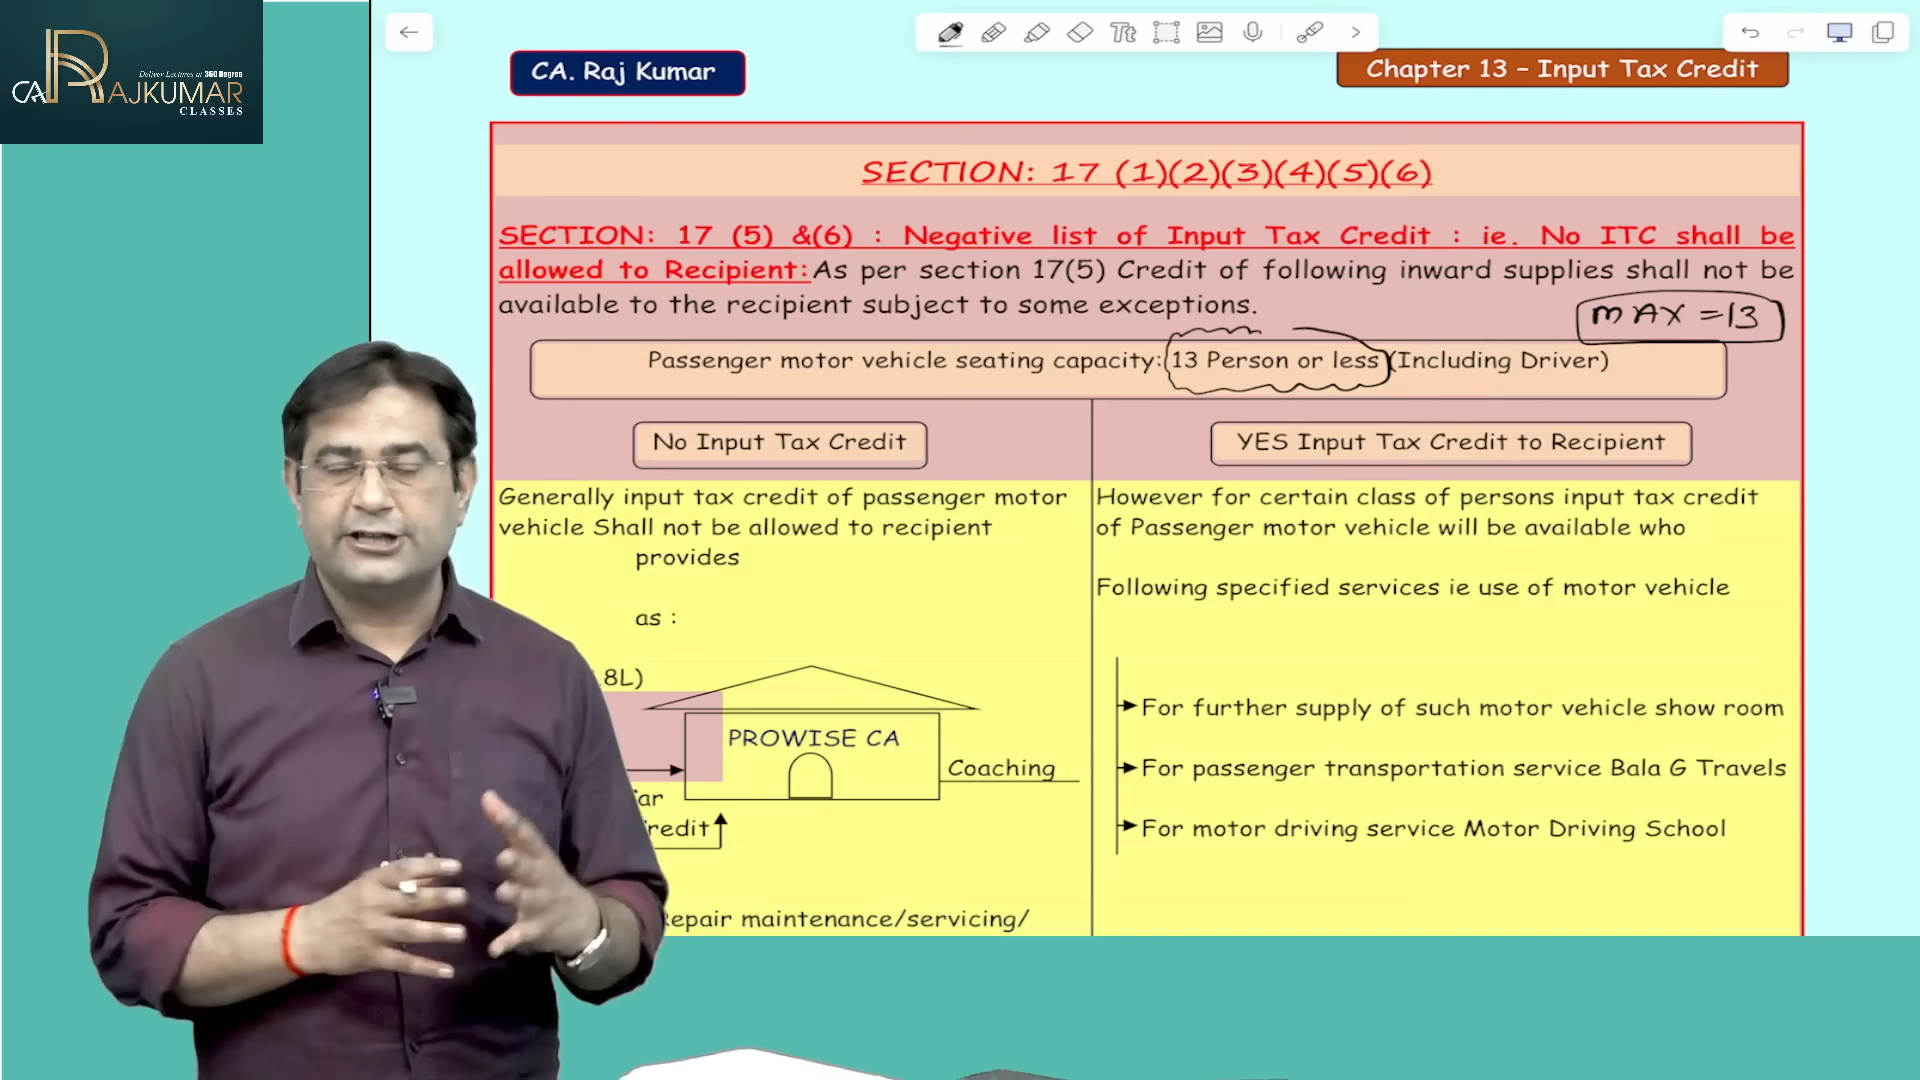 Deliver Lectures at 360 Degree
CA RAJKUMAR
CLASSES
CA. Raj Kumar
Tt
Chapter 13 – Input Tax Credit
SECTION: 17 (1)(2)(3)(4)(5)(6)
SECTION: 17 (5) &(6) : Negative list of Input Tax Credit : ie. No ITC shall be
allowed to Recipient:As per section 17(5) Credit of following inward supplies shall not be
available to the recipient subject to some exceptions.
MAX =13
Passenger motor vehicle seating capacity: 13 Person or less (Including Driver)
No Input Tax Credit
YES Input Tax Credit to Recipient
Generally input tax credit of passenger motor
vehicle Shall not be allowed to recipient
provides
as :
8L)
PROWISE CA
Coaching
However for certain class of persons input tax credit
of Passenger motor vehicle will be available who
Following specified services ie use of motor vehicle
For further supply of such motor vehicle show room
For passenger transportation service Bala G Travels
For motor driving service Motor Driving School
maintenance/servicing/